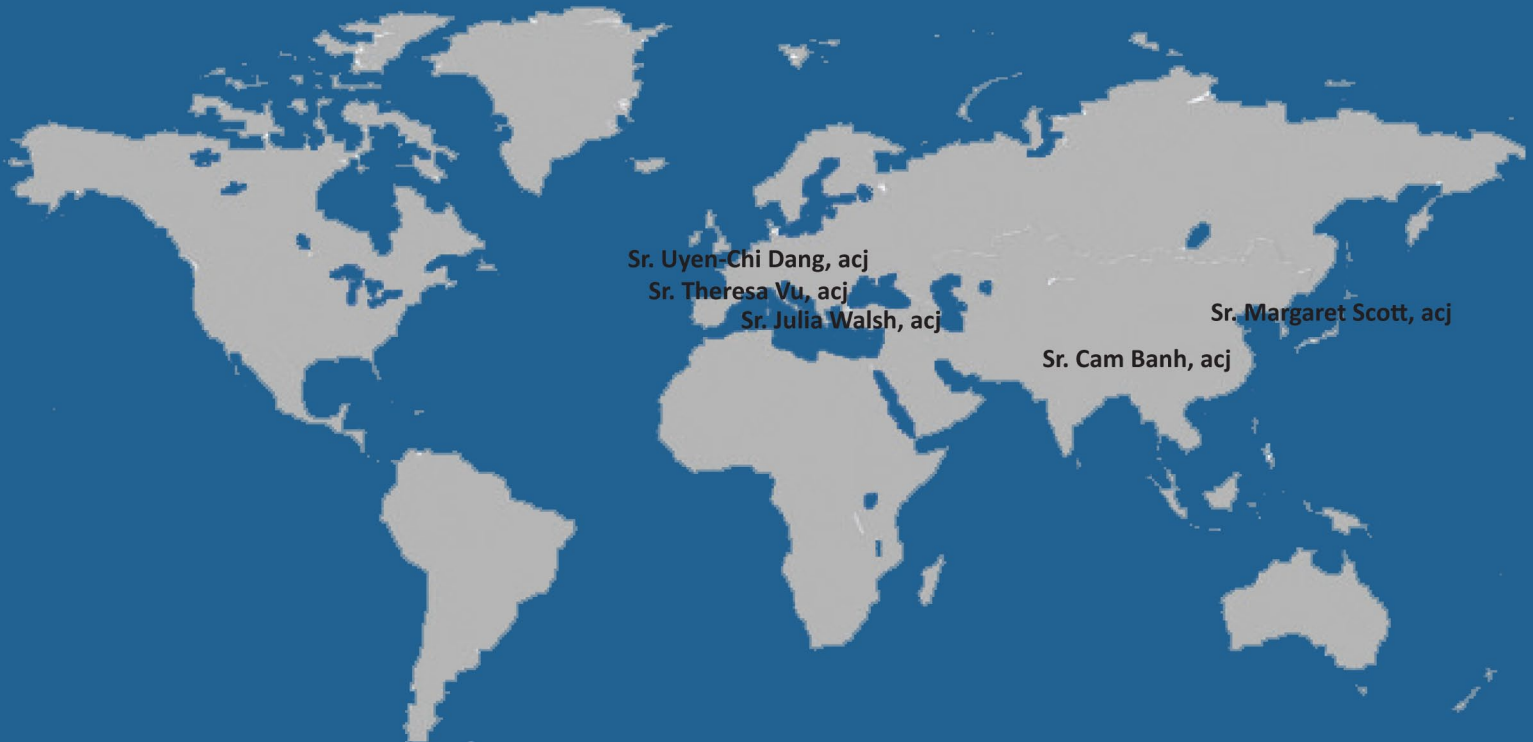 Sr. Uyen-Chi Dang, acj
Sr. Theresa Vu, acj
Sr. Julia Walsh, acj
Sr. Margaret Scott, acj
Sr. Cam Banh, acj